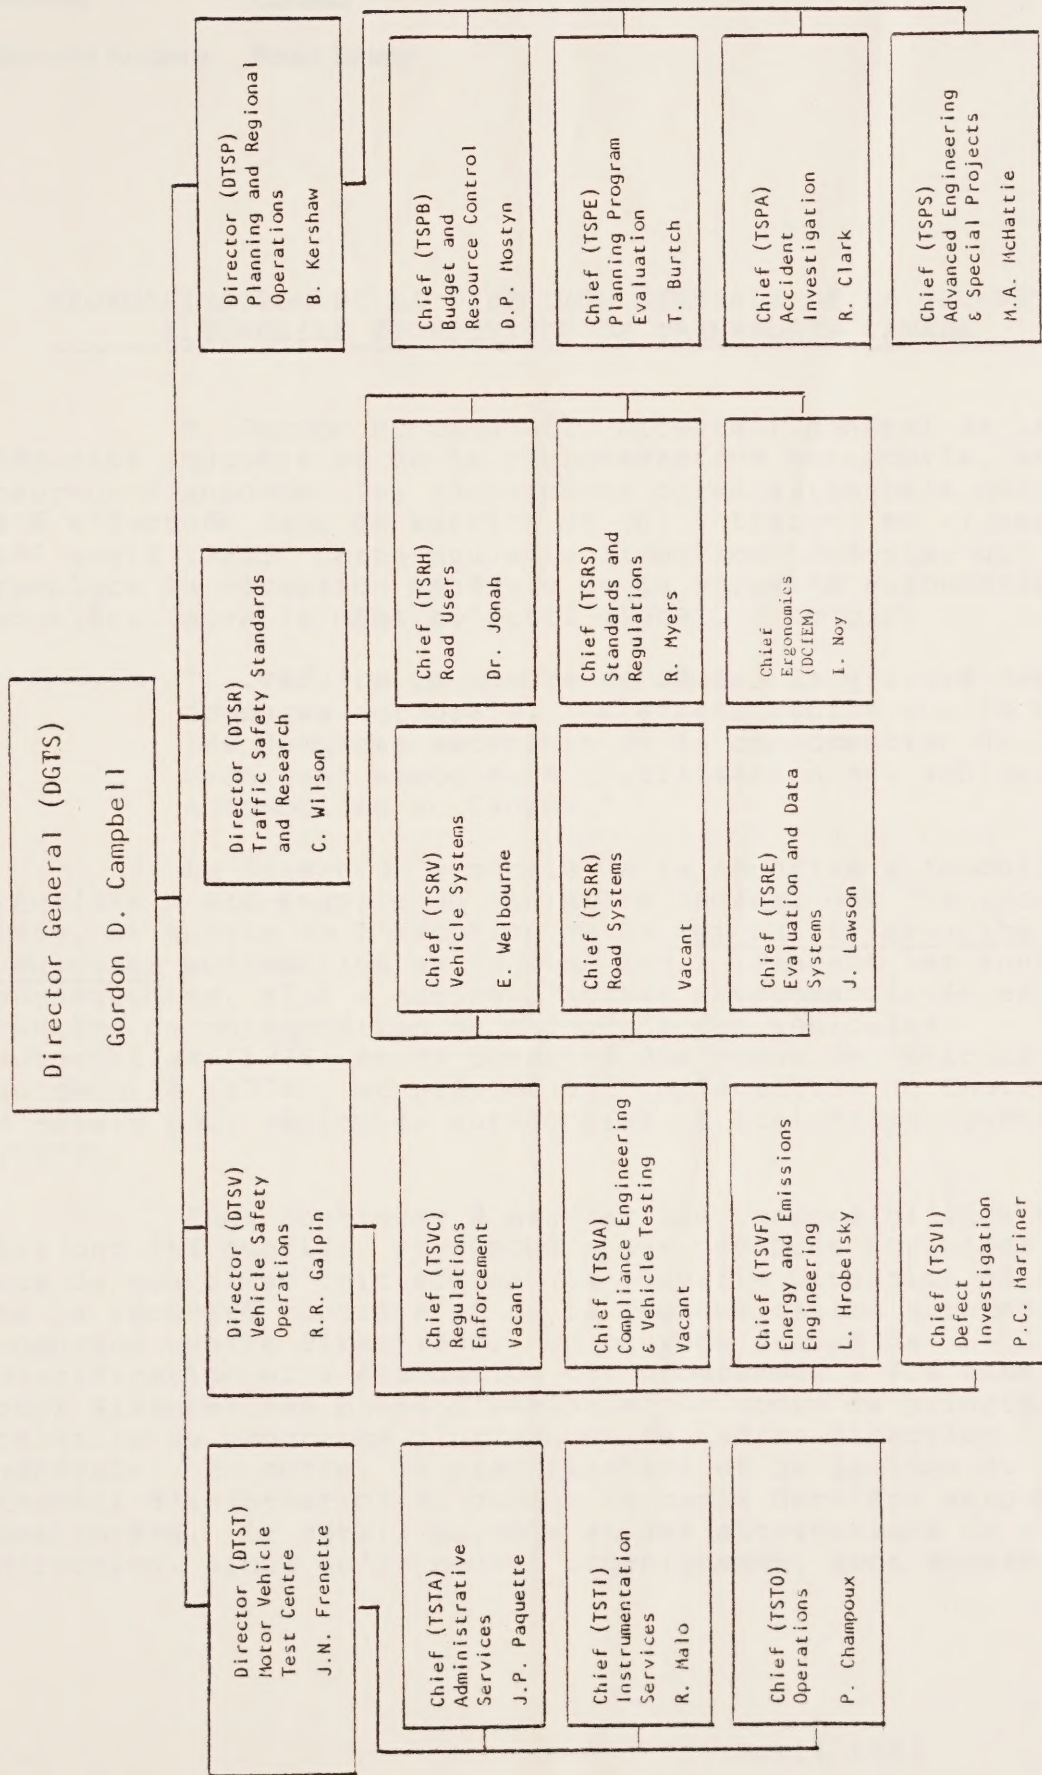 Director General (DGTS)
Gordon D. Campbell
Director (DTST)
Motor Vehicle
Test Centre
J.N. Frenette
Director (DTSV)
Vehicle Safety
Operations
R.R. Galpin
Director (DTSR)
Traffic Safety Standards
and Research
C. Wilson
Director (DTSP)
Planning and Regional
Operations
B. Kershaw
Chief (TSTA)
Administrative
Services
J.P. Paquette
Chief (TSTI)
Instrumentation
Services
R. Malo
Chief (TSTO)
Operations
P. Champoux
Chief (TSVC)
Regulations
Enforcement
Vacant
Chief (TSVA)
Compliance Engineering
& Vehicle Testing
Vacant
Chief (TSVF)
Energy and Emissions
Engineering
L. Hrobelsky
Chief (TSVI)
Defect
Investigation
P.C. Marriner
Chief (TSRV)
Vehicle Systems
E. Welbourne
Chief (TSRR)
Road Systems
Vacant
Chief (TSRE)
Evaluation and Data
Systems
J. Lawson
Chief (TSRH)
Road Users
Dr. Jonah
Chief (TSRS)
Standards and
Regulations
R. Myers
Chief
Ergonomics
(DCIEM)
I. Noy
Chief (TSPB)
Budget and
Resource Control
D.P. Mostyn
Chief (TSPE)
Planning Program
Evaluation
T. Burtch
Chief (TSPA)
Accident
Investigation
R. Clark
Chief (TSPS)
Advanced Engineering
& Special Projects
M.A. McHattie